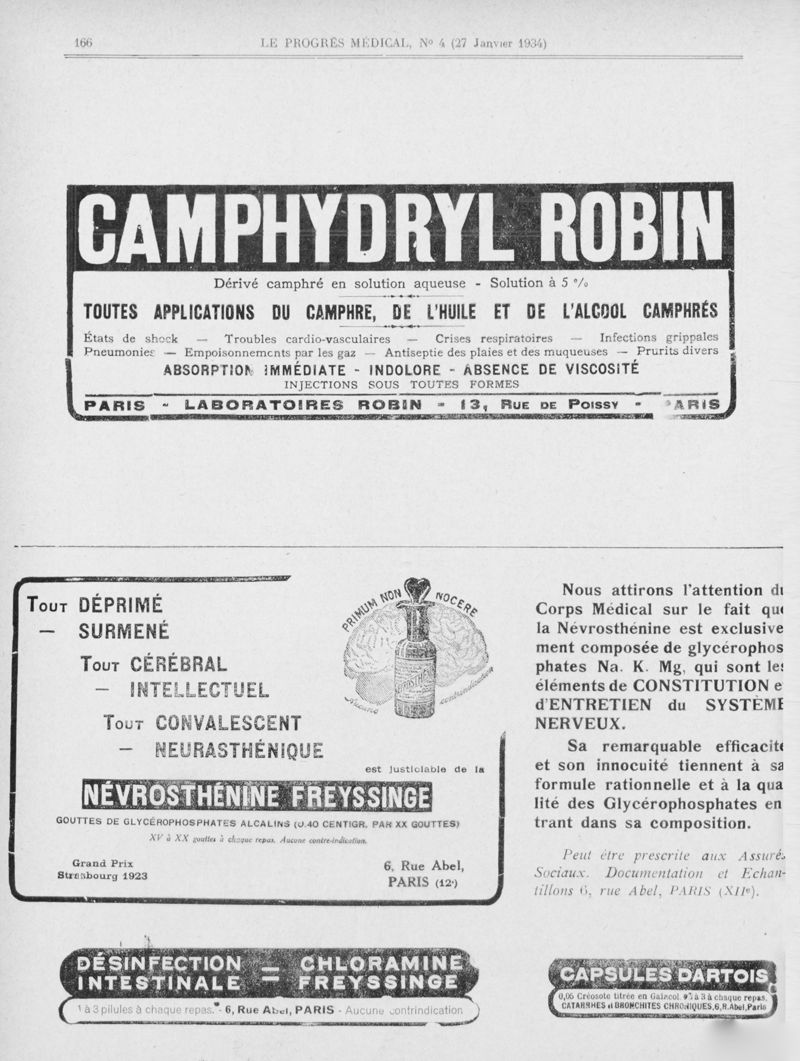 166
LE PROGRÈS MÉDICAL, No 4 (27 Janvier 1934)
CAMPHYDRYL ROBIN
Dérivé camphré en solution aqueuse - Solution à 5 %
TOUTES APPLICATIONS DU CAMPHRE, DE L'HUILE ET DE L'ALCOOL CAMPHRÉS
États de shock — Troubles cardio-vasculaires — Crises respiratoires — Infections grippales
Pneumonies — Empoisonnements par les gaz — Antiseptie des plaies et des muqueuses — Prurits divers
ABSORPTION IMMÉDIATE - INDOLORE - ABSENCE DE VISCOSITÉ
INJECTIONS SOUS TOUTES FORMES
PARIS - LABORATOIRES ROBIN - 13, RUE DE POISSY - PARIS
TOUT DÉPRIMÉ
— SURMENÉ
TOUT CÉRÉBRAL
— INTELLECTUEL
TOUT CONVALESCENT
— NEURASTHÉNIQUE
PRIMUM NON NOCERE
NEVROSTHÉNINE
Aucune contrindication
est justiciable de la
NÉVROSTHÉNINE FREYSSINGE
GOUTTES DE GLYCÉROPHOSPHATES ALCALINS (0.40 CENTIGR. PAR XX GOUTTES)
XV à XX gouttes à chaque repas. Aucune contre-indication.
Grand Prix
Strasbourg 1923
6, Rue Abel,
PARIS (12e)
Nous attirons l'attention du
Corps Médical sur le fait que
la Névrosthénine est exclusive
ment composée de glycérophos
phates Na. K. Mg, qui sont les
éléments de CONSTITUTION e
d'ENTRETIEN du SYSTÈME
NERVEUX.
Sa remarquable efficacité
et son innocuité tiennent à sa
formule rationnelle et à la qua
lité des Glycérophosphates en
trant dans sa composition.
Peut être prescrite aux Assurés
Sociaux. Documentation et Echan-
tillons 6, rue Abel, PARIS (XIIe).
DÉSINFECTION INTESTINALE = CHLORAMINE FREYSSINGE
1 à 3 pilules à chaque repas. - 6, Rue Abel, PARIS - Aucune contrindication
CAPSULES DARTOIS
0,05 Créosote titrée en Gaïacol. 2 à 3 à chaque repas.
CATARRHES et BRONCHITES CHRONIQUES, 6, R. Abel, Paris